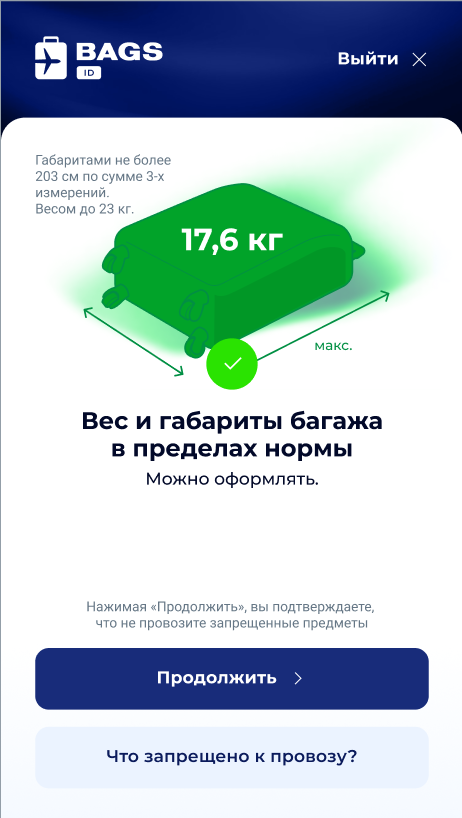 BAGS
ID
Выйти
Габаритами не более
203 см по сумме 3-х
измерений.
Весом до 23 кг.
17,6 кг
макс.
Вес и габариты багажа
в пределах нормы
Можно оформлять.
Нажимая «Продолжить», вы подтверждаете,
что не провозите запрещенные предметы
Продолжить
Что запрещено к провозу?